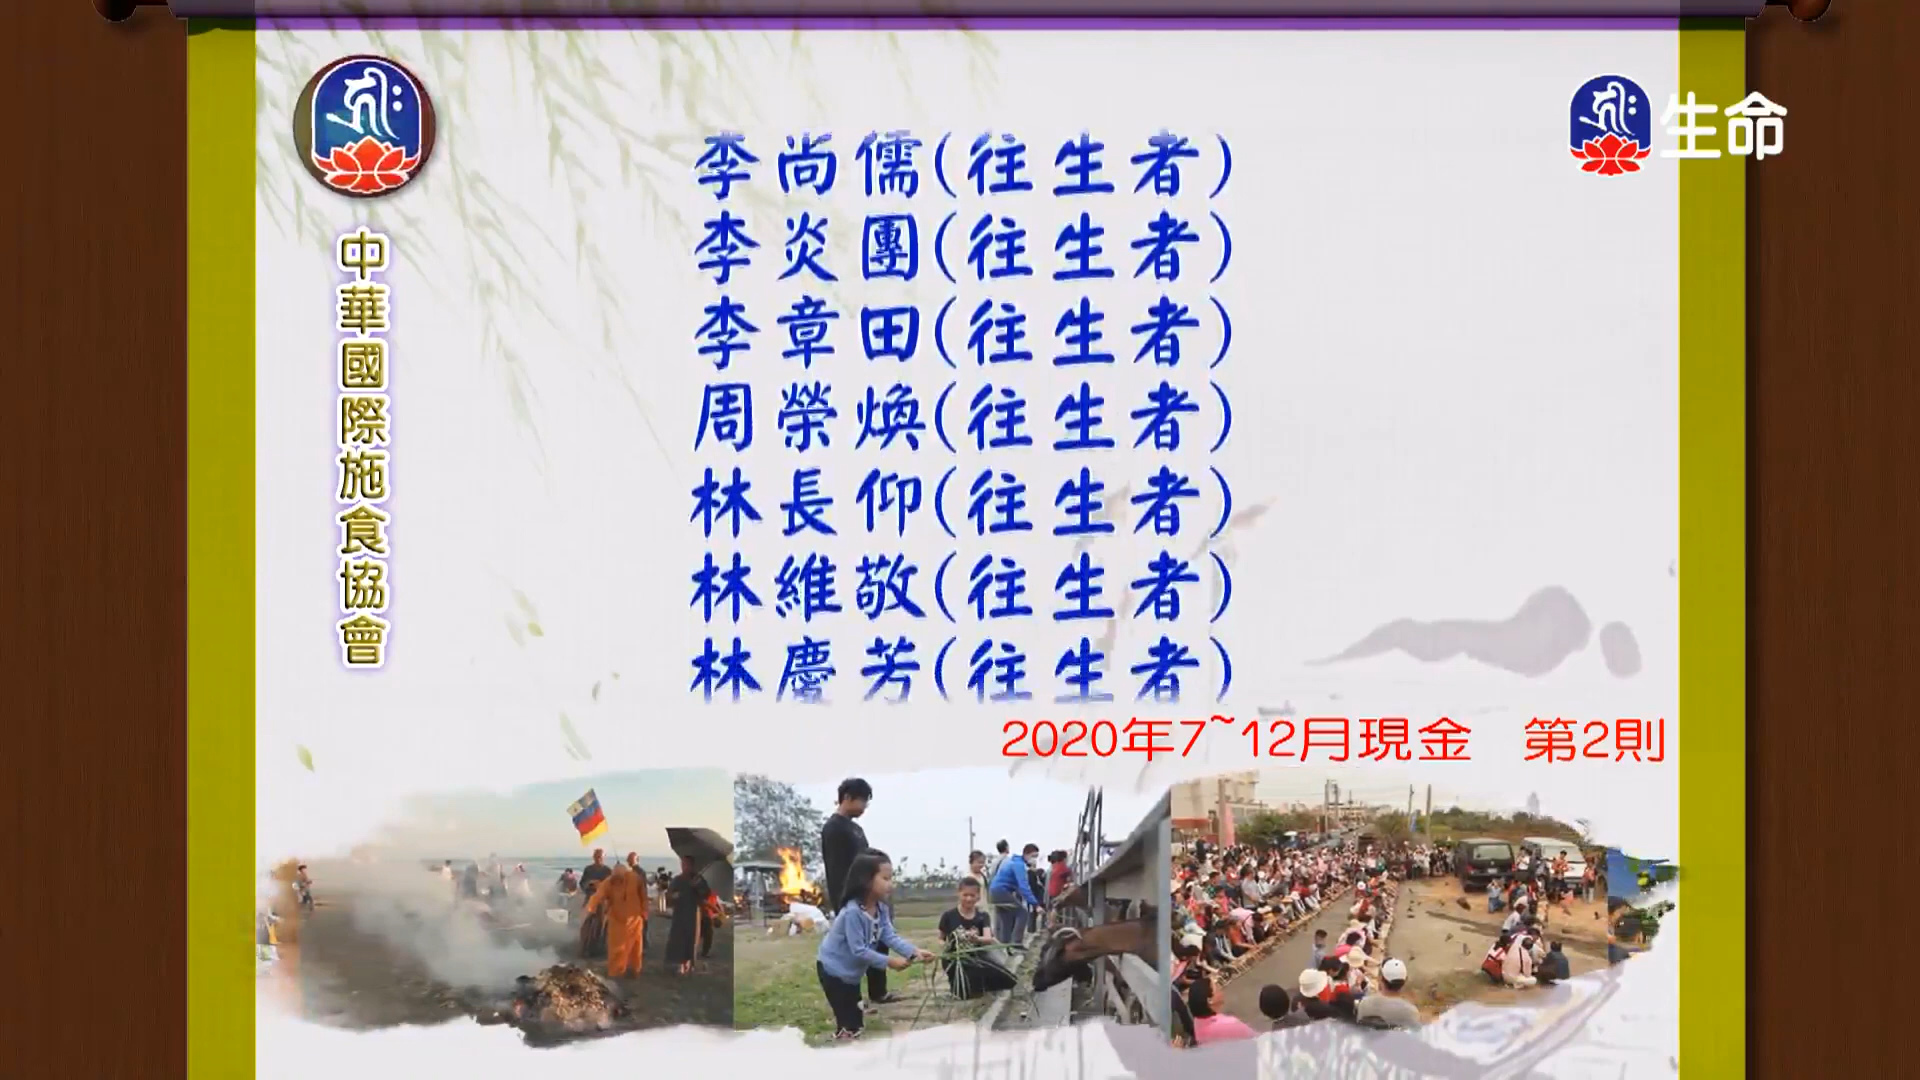 生命
中華國際施食協會
李尚儒(往生者)
李炎團(往生者)
李章田(往生者)
周榮煥(往生者)
林長仰(往生者)
林維敬(往生者)
林慶芳(往生者)
2020年7~12月現金 第2則